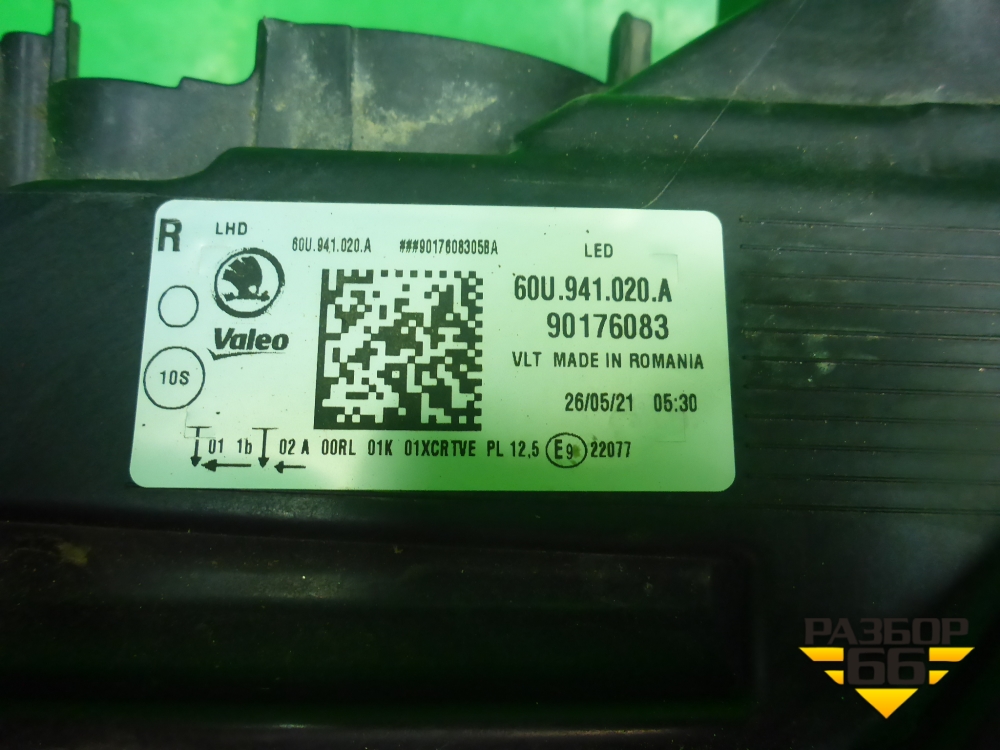 R LHD
60U.941.020.A ###9017608305BA
LED
60U.941.020.A
90176083
Valeo
VLT MADE IN ROMANIA
10S
26/05/21 05:30
01 1b 02 A 00RL 01K 01XCRTVE PL 12,5 E9 22077
РАЗБОР
66